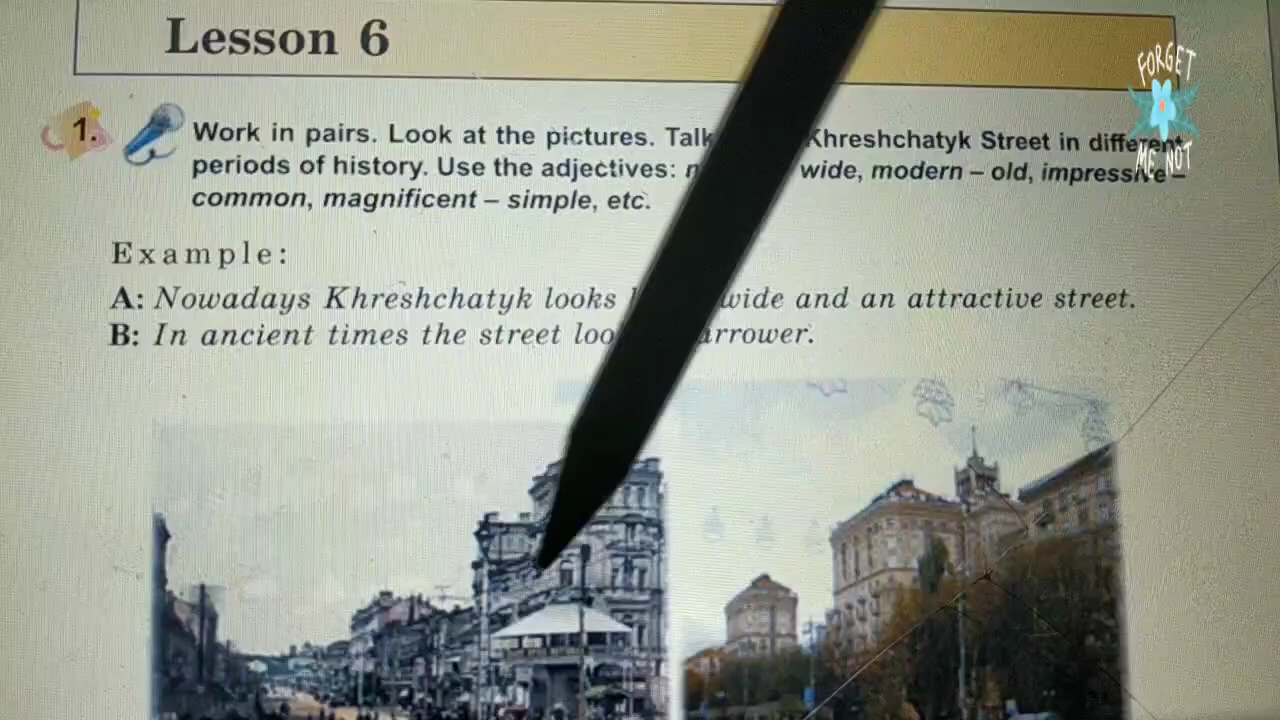 Lesson 6
1.
Work in pairs. Look at the pictures. Talk Khreshchatyk Street in different
periods of history. Use the adjectives: wide, modern – old, impressive –
common, magnificent – simple, etc.
Example:
A: Nowadays Khreshchatyk looks wide and an attractive street.
B: In ancient times the street
FORGET
ME NOT